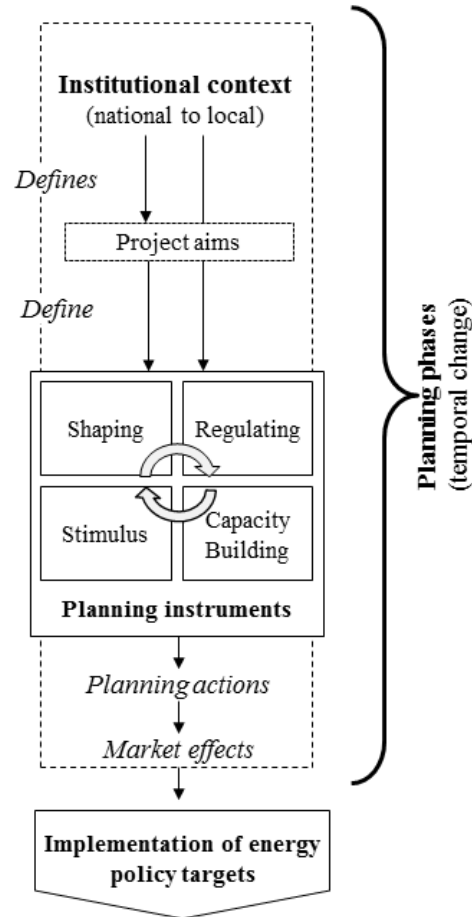 Institutional context
(national to local)
Defines
Project aims
Define
Shaping
Regulating
Stimulus
Capacity
Building
Planning instruments
Planning actions
Market effects
Implementation of energy
policy targets
Planning phases
(temporal change)